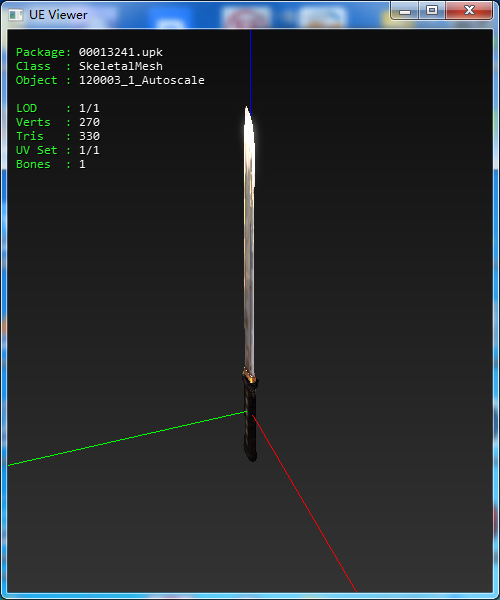 UE Viewer
Package: 00013241.upk
Class : SkeletalMesh
Object : 120003_1_Autoscale
LOD : 1/1
Verts : 270
Tris : 330
UV Set : 1/1
Bones : 1